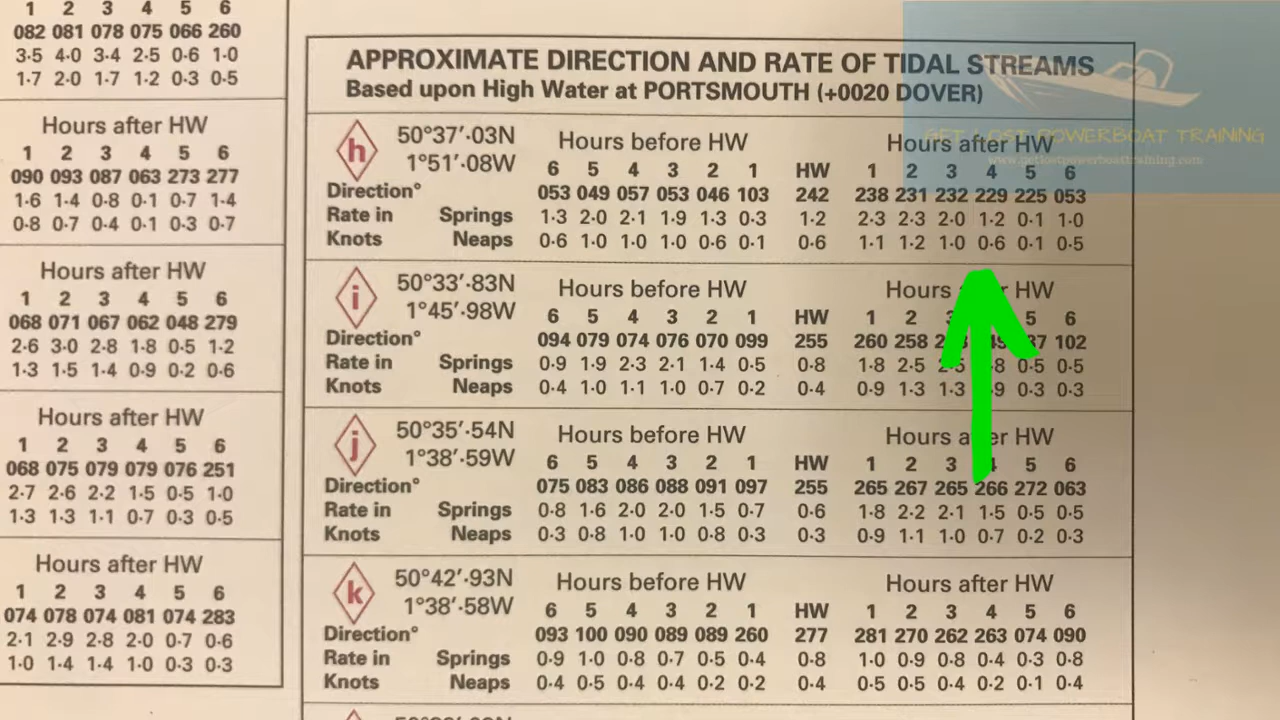 1 2 3 4 5 6
082 081 078 075 066 260
3·5 4·0 3·4 2·5 0·6 1·0
1·7 2·0 1·7 1·2 0·3 0·5
Hours after HW
1 2 3 4 5 6
090 093 087 063 273 277
1·6 1·4 0·8 0·1 0·7 1·4
0·8 0·7 0·4 0·1 0·3 0·7
Hours after HW
1 2 3 4 5 6
068 071 067 062 048 279
2·6 3·0 2·8 1·8 0·5 1·2
1·3 1·5 1·4 0·9 0·2 0·6
Hours after HW
1 2 3 4 5 6
068 075 079 079 076 251
2·7 2·6 2·2 1·5 0·5 1·0
1·3 1·3 1·1 0·7 0·3 0·5
Hours after HW
1 2 3 4 5 6
074 078 074 081 074 283
2·1 2·9 2·8 2·0 0·7 0·6
1·0 1·4 1·4 1·0 0·3 0·3
APPROXIMATE DIRECTION AND RATE OF TIDAL STREAMS
Based upon High Water at PORTSMOUTH (+0020 DOVER)
GET LOST POWERBOAT TRAINING
www.getlostpowerboattraining.com
h 50°37'·03N Hours before HW Hours after HW
1°51'·08W 6 5 4 3 2 1 HW 1 2 3 4 5 6
Direction° 053 049 057 053 046 103 242 238 231 232 229 225 053
Rate in Springs 1·3 2·0 2·1 1·9 1·3 0·3 1·2 2·3 2·3 2·0 1·2 0·1 1·0
Knots Neaps 0·6 1·0 1·0 1·0 0·6 0·1 0·6 1·1 1·2 1·0 0·6 0·1 0·5
i 50°33'·83N Hours before HW Hours HW
1°45'·98W 6 5 4 3 2 1 HW 1 2 5 6
Direction° 094 079 074 076 070 099 255 260 258 102
Rate in Springs 0·9 1·9 2·3 2·1 1·4 0·5 0·8 1·8 2·5 0·5 0·5
Knots Neaps 0·4 1·0 1·1 1·0 0·7 0·2 0·4 0·9 1·3 1·3 0·3 0·3
j 50°35'·54N Hours before HW Hours after HW
1°38'·59W 6 5 4 3 2 1 HW 1 2 3 4 5 6
Direction° 075 083 086 088 091 097 255 265 267 265 266 272 063
Rate in Springs 0·8 1·6 2·0 2·0 1·5 0·7 0·6 1·8 2·2 2·1 1·5 0·5 0·5
Knots Neaps 0·3 0·8 1·0 1·0 0·8 0·3 0·3 0·9 1·1 1·0 0·7 0·2 0·3
k 50°42'·93N Hours before HW Hours after HW
1°38'·58W 6 5 4 3 2 1 HW 1 2 3 4 5 6
Direction° 093 100 090 089 089 260 277 281 270 262 263 074 090
Rate in Springs 0·9 1·0 0·8 0·7 0·5 0·4 0·8 1·0 0·9 0·8 0·4 0·3 0·8
Knots Neaps 0·4 0·5 0·4 0·4 0·2 0·2 0·4 0·5 0·5 0·4 0·2 0·1 0·4